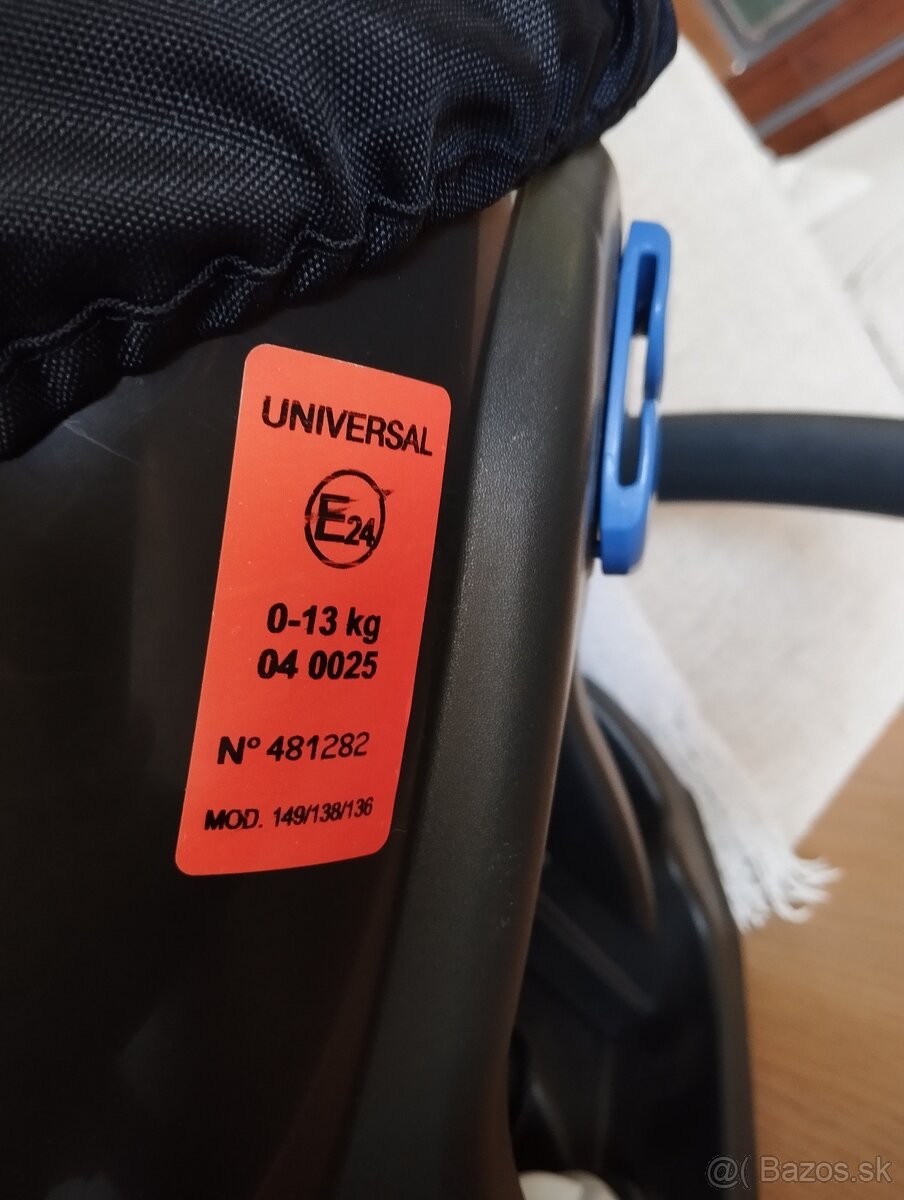 UNIVERSAL
E24
0-13 kg
04 0025
N° 481282
MOD. 149/138/136
@( Bazos.sk